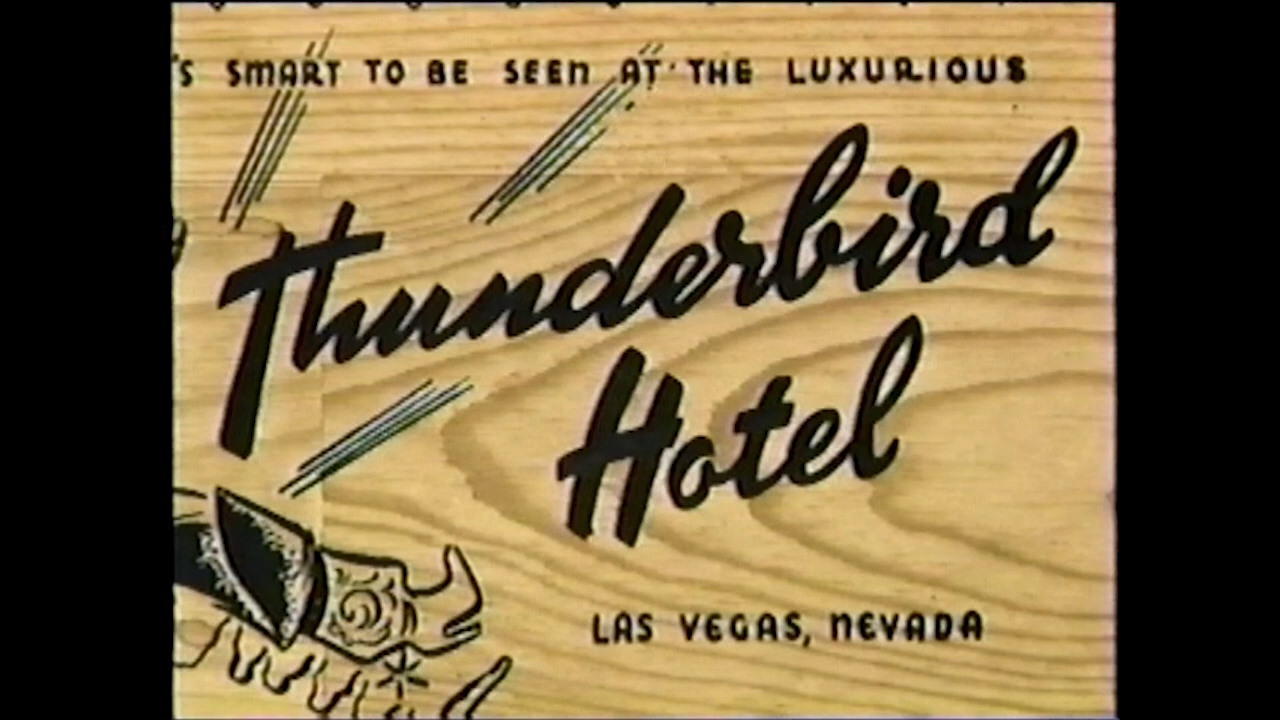 'S SMART TO BE SEEN AT THE LUXURIOUS
Thunderbird
Hotel
LAS VEGAS, NEVADA